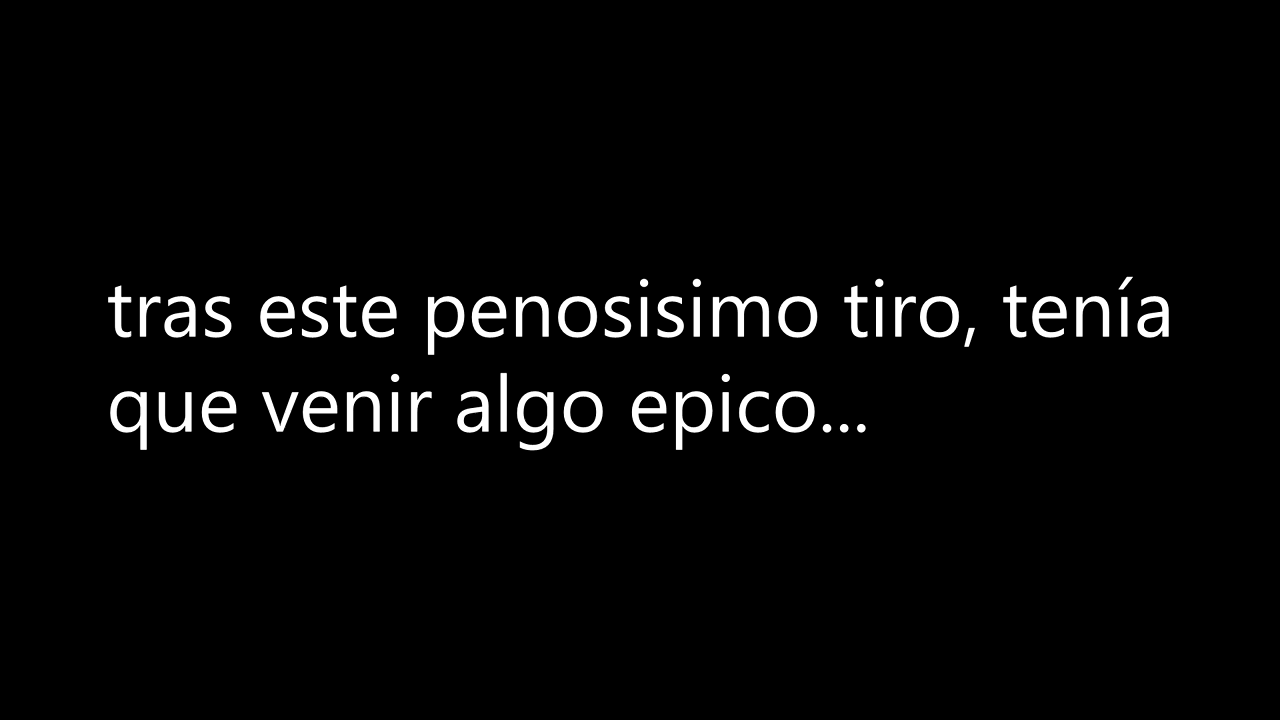 tras este penosisimo tiro, tenía
que venir algo epico...